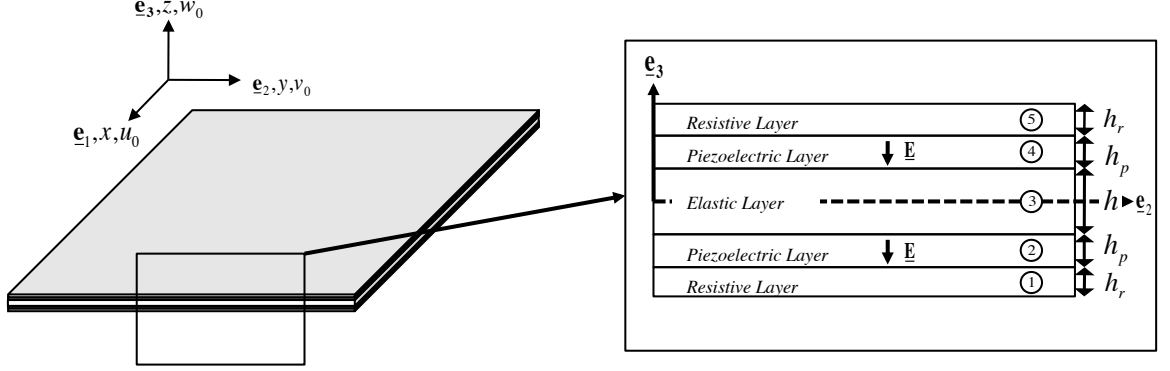 e₃,z,w₀
e₂,y,v₀
e₁,x,u₀
e₃
Resistive Layer ⑤ hᵣ
Piezoelectric Layer E ④ hₚ
Elastic Layer ③ h e₂
Piezoelectric Layer E ② hₚ
Resistive Layer ① hᵣ